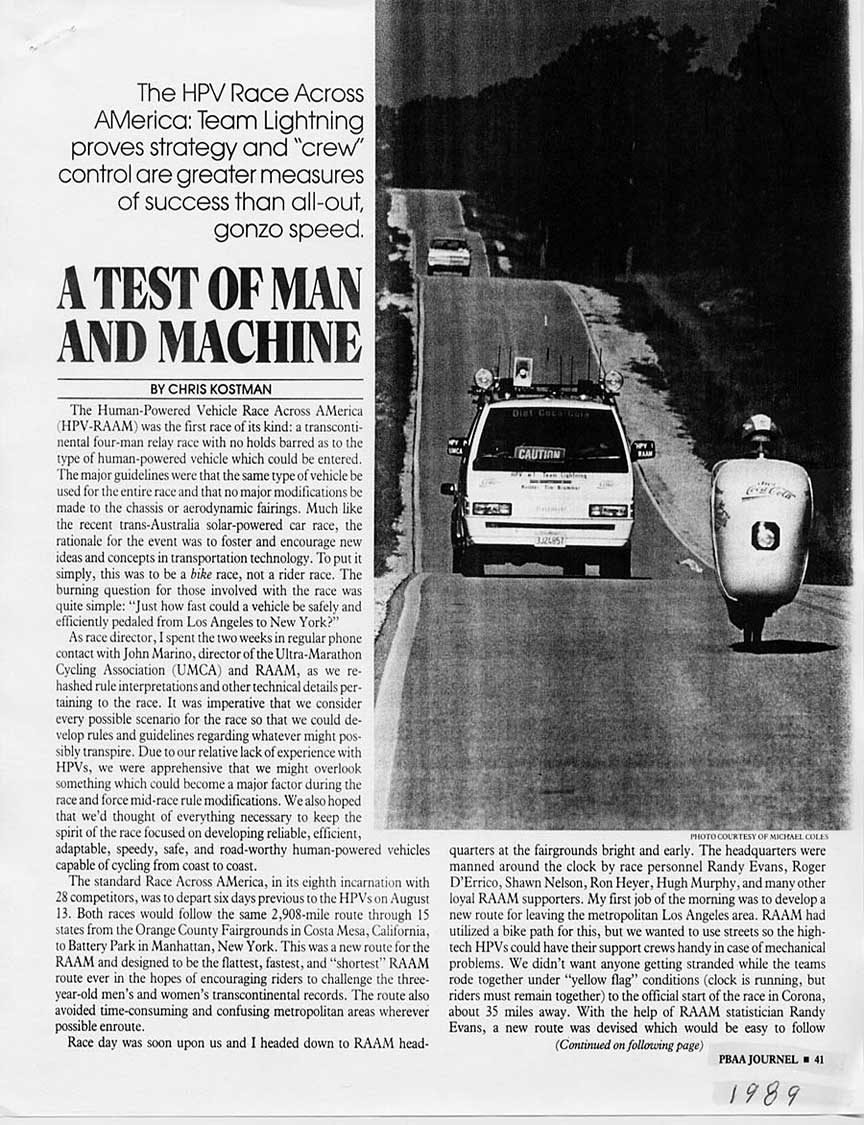 The HPV Race Across
AMerica: Team Lightning
proves strategy and "crew"
control are greater measures
of success than all-out,
gonzo speed.
A TEST OF MAN
AND MACHINE
BY CHRIS KOSTMAN
The Human-Powered Vehicle Race Across AMerica
(HPV-RAAM) was the first race of its kind: a transconti-
nental four-man relay race with no holds barred as to the
type of human-powered vehicle which could be entered.
The major guidelines were that the same type of vehicle be
used for the entire race and that no major modifications be
made to the chassis or aerodynamic fairings. Much like
the recent trans-Australia solar-powered car race, the
rationale for the event was to foster and encourage new
ideas and concepts in transportation technology. To put it
simply, this was to be a bike race, not a rider race. The
burning question for those involved with the race was
quite simple: "Just how fast could a vehicle be safely and
efficiently pedaled from Los Angeles to New York?"
As race director, I spent the two weeks in regular phone
contact with John Marino, director of the Ultra-Marathon
Cycling Association (UMCA) and RAAM, as we re-
hashed rule interpretations and other technical details per-
taining to the race. It was imperative that we consider
every possible scenario for the race so that we could de-
velop rules and guidelines regarding whatever might pos-
sibly transpire. Due to our relative lack of experience with
HPVs, we were apprehensive that we might overlook
something which could become a major factor during the
race and force mid-race rule modifications. We also hoped
that we'd thought of everything necessary to keep the
spirit of the race focused on developing reliable, efficient,
adaptable, speedy, safe, and road-worthy human-powered vehicles
capable of cycling from coast to coast.
The standard Race Across AMerica, in its eighth incarnation with
28 competitors, was to depart six days previous to the HPVs on August
13. Both races would follow the same 2,908-mile route through 15
states from the Orange County Fairgrounds in Costa Mesa, California,
to Battery Park in Manhattan, New York. This was a new route for the
RAAM and designed to be the flattest, fastest, and "shortest" RAAM
route ever in the hopes of encouraging riders to challenge the three-
year-old men's and women's transcontinental records. The route also
avoided time-consuming and confusing metropolitan areas wherever
possible enroute.
Race day was soon upon us and I headed down to RAAM head-
Diet Coca-Cola
HPV
UMCA
CAUTION
HPV
RAAM
HPV #1 Team Lightning
3JZ4857
diet
Coca-Cola
PHOTO COURTESY OF MICHAEL COLES
quarters at the fairgrounds bright and early. The headquarters were
manned around the clock by race personnel Randy Evans, Roger
D'Errico, Shawn Nelson, Ron Heyer, Hugh Murphy, and many other
loyal RAAM supporters. My first job of the morning was to develop a
new route for leaving the metropolitan Los Angeles area. RAAM had
utilized a bike path for this, but we wanted to use streets so the high-
tech HPVs could have their support crews handy in case of mechanical
problems. We didn't want anyone getting stranded while the teams
rode together under "yellow flag" conditions (clock is running, but
riders must remain together) to the official start of the race in Corona,
about 35 miles away. With the help of RAAM statistician Randy
Evans, a new route was devised which would be easy to follow
(Continued on following page)
PBAA JOURNEL ■ 41
1989